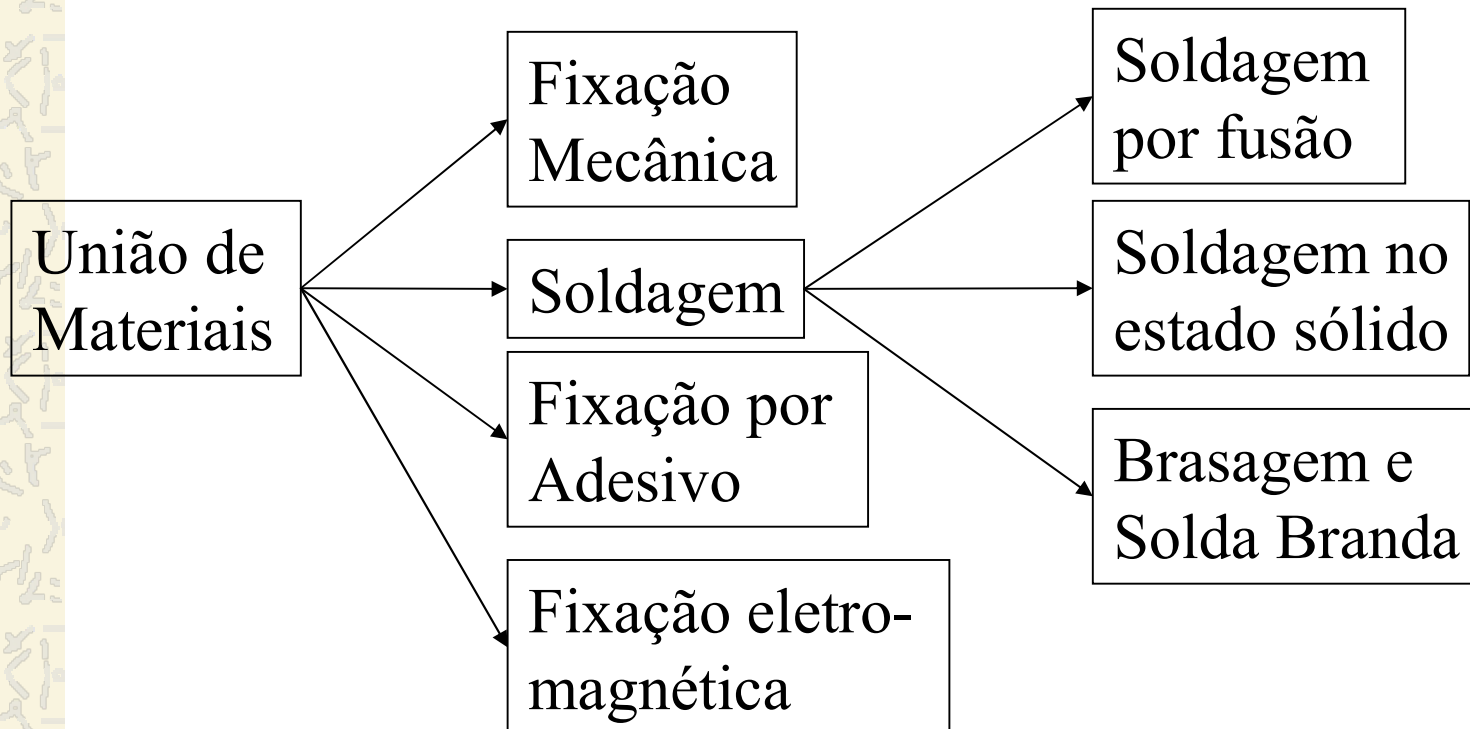 União de
Materiais
Fixação
Mecânica
Soldagem
Fixação por
Adesivo
Fixação eletro-
magnética
Soldagem
por fusão
Soldagem no
estado sólido
Brasagem e
Solda Branda